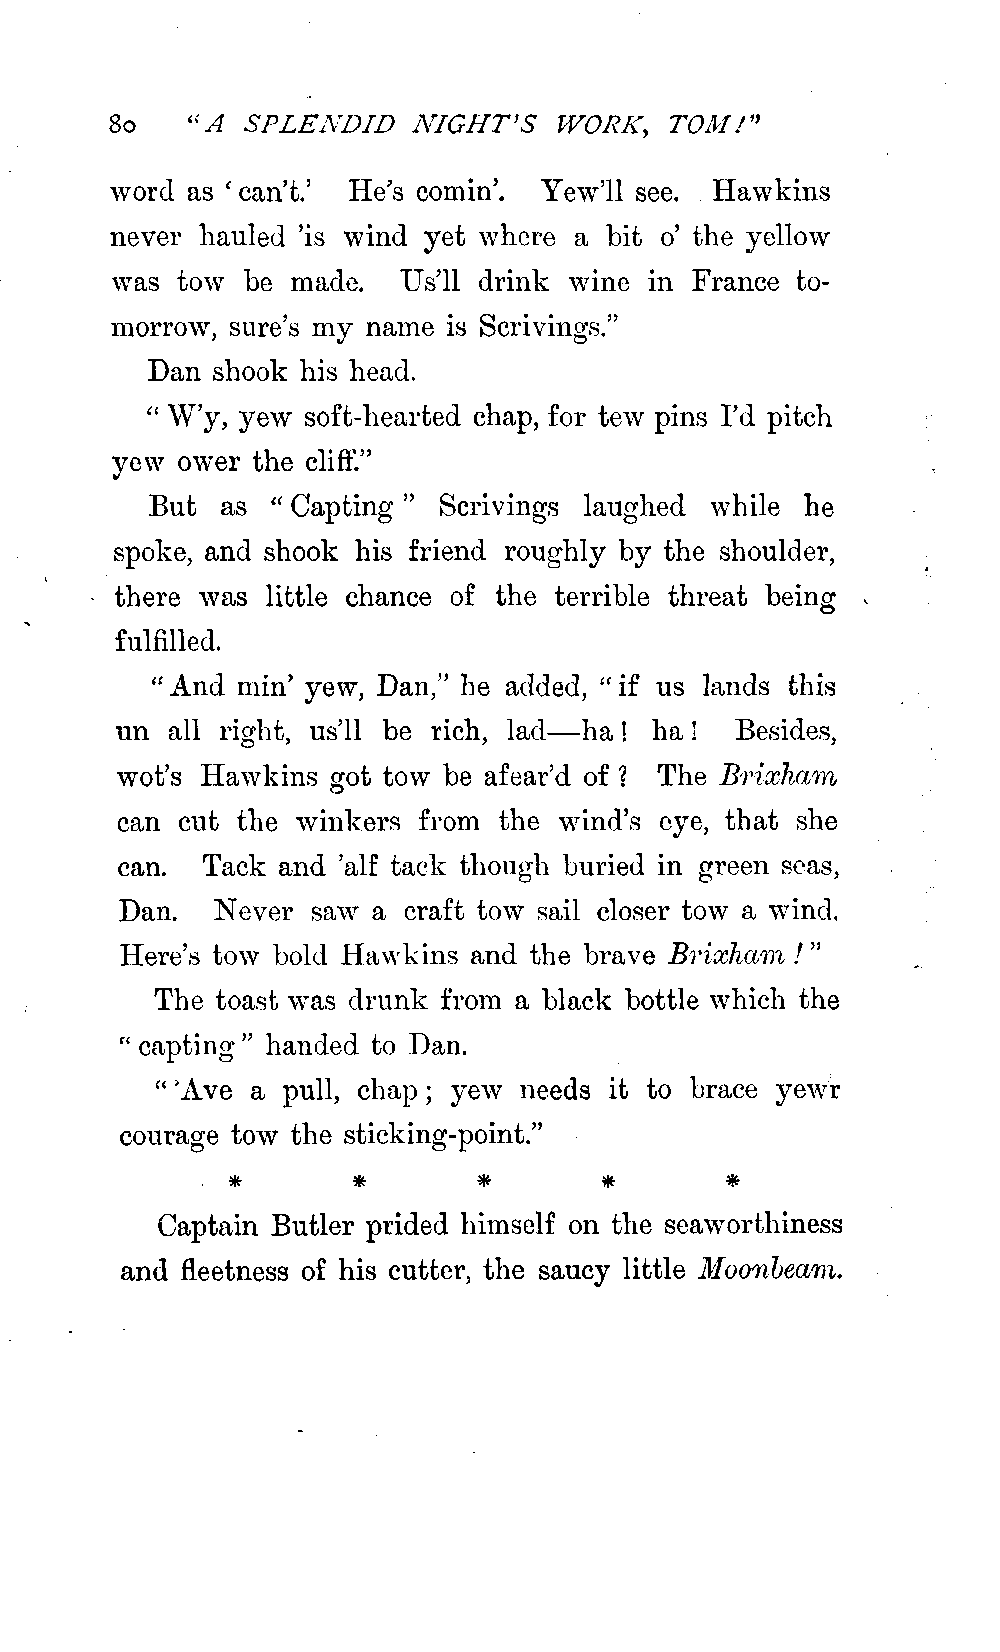 80 "A SPLENDID NIGHT'S WORK, TOM!"
word as 'can't.' He's comin'. Yew'll see. Hawkins
never hauled 'is wind yet where a bit o' the yellow
was tow be made. Us'll drink wine in France to-
morrow, sure's my name is Scrivings."
Dan shook his head.
"W'y, yew soft-hearted chap, for tew pins I'd pitch
yew ower the cliff."
But as "Capting" Scrivings laughed while he
spoke, and shook his friend roughly by the shoulder,
there was little chance of the terrible threat being
fulfilled.
"And min' yew, Dan," he added, "if us lands this
un all right, us'll be rich, lad—ha! ha! Besides,
wot's Hawkins got tow be afear'd of? The Brixham
can cut the winkers from the wind's eye, that she
can. Tack and 'alf tack though buried in green seas,
Dan. Never saw a craft tow sail closer tow a wind.
Here's tow bold Hawkins and the brave Brixham!"
The toast was drunk from a black bottle which the
"capting" handed to Dan.
"'Ave a pull, chap; yew needs it to brace yewr
courage tow the sticking-point."
* * * * *
Captain Butler prided himself on the seaworthiness
and fleetness of his cutter, the saucy little Moonbeam.